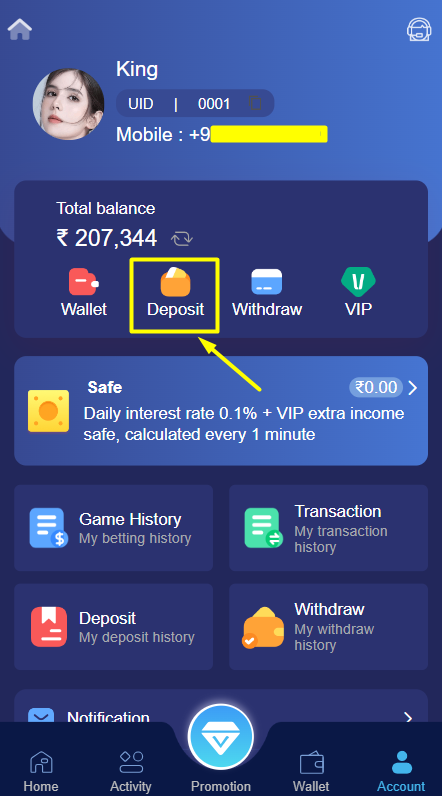 King
UID | 0001
Mobile : +9
Total balance
₹ 207,344
Wallet Deposit Withdraw VIP
Safe ₹0.00
Daily interest rate 0.1% + VIP extra income
safe, calculated every 1 minute
Game History
My betting history
Transaction
My transaction
history
Deposit
My deposit history
Withdraw
My withdraw
history
Notification
Home Activity Promotion Wallet Account